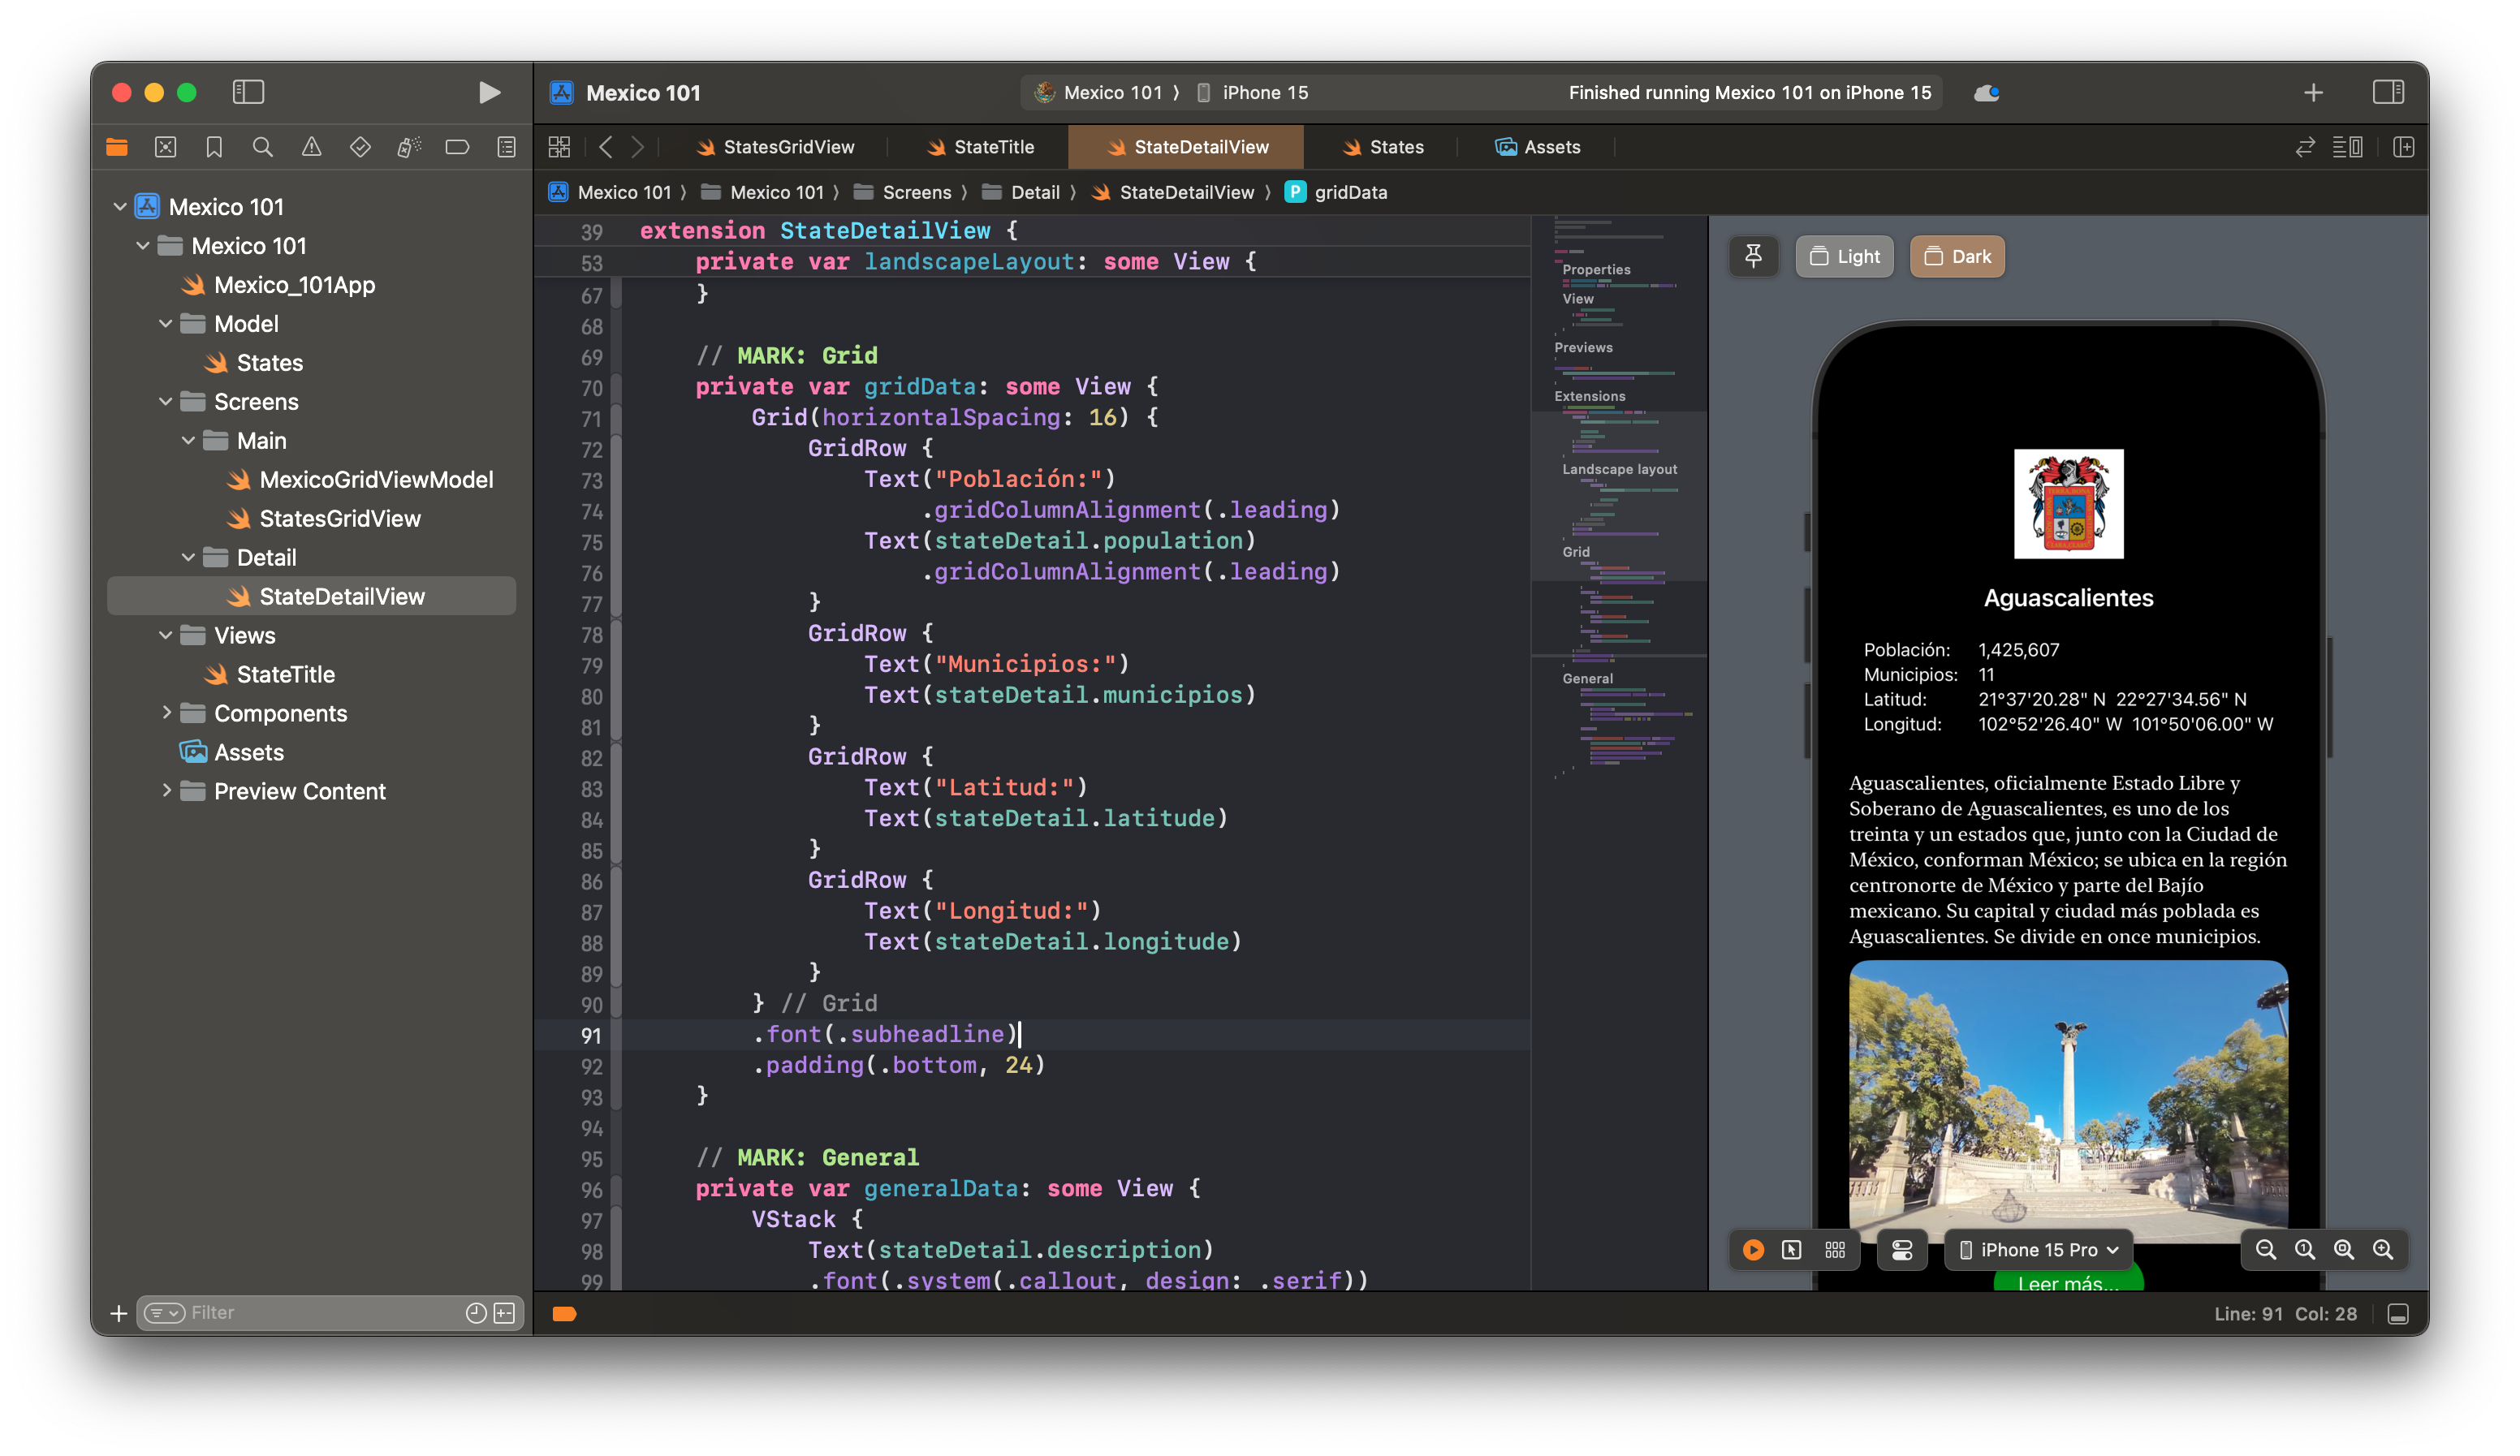 Mexico 101
Mexico 101 ⟩ iPhone 15
Finished running Mexico 101 on iPhone 15
StatesGridView
StateTitle
StateDetailView
States
Assets
Mexico 101 ⟩ Mexico 101 ⟩ Screens ⟩ Detail ⟩ StateDetailView ⟩ P gridData
Mexico 101
Mexico 101
Mexico_101App
Model
States
Screens
Main
MexicoGridViewModel
StatesGridView
Detail
StateDetailView
Views
StateTitle
Components
Assets
Preview Content
Filter
39 extension StateDetailView {
53 private var landscapeLayout: some View {
67 }
68
69 // MARK: Grid
70 private var gridData: some View {
71 Grid(horizontalSpacing: 16) {
72 GridRow {
73 Text("Población:")
74 .gridColumnAlignment(.leading)
75 Text(stateDetail.population)
76 .gridColumnAlignment(.leading)
77 }
78 GridRow {
79 Text("Municipios:")
80 Text(stateDetail.municipios)
81 }
82 GridRow {
83 Text("Latitud:")
84 Text(stateDetail.latitude)
85 }
86 GridRow {
87 Text("Longitud:")
88 Text(stateDetail.longitude)
89 }
90 } // Grid
91 .font(.subheadline)
92 .padding(.bottom, 24)
93 }
94
95 // MARK: General
96 private var generalData: some View {
97 VStack {
98 Text(stateDetail.description)
99 .font(.system(.callout, design: .serif))
Properties
View
Previews
Extensions
Landscape layout
Grid
General
Light
Dark
Aguascalientes
Población: 1,425,607
Municipios: 11
Latitud: 21°37'20.28" N 22°27'34.56" N
Longitud: 102°52'26.40" W 101°50'06.00" W
Aguascalientes, oficialmente Estado Libre y
Soberano de Aguascalientes, es uno de los
treinta y un estados que, junto con la Ciudad de
México, conforman México; se ubica en la región
centronorte de México y parte del Bajío
mexicano. Su capital y ciudad más poblada es
Aguascalientes. Se divide en once municipios.
iPhone 15 Pro
Leer más...
Line: 91 Col: 28